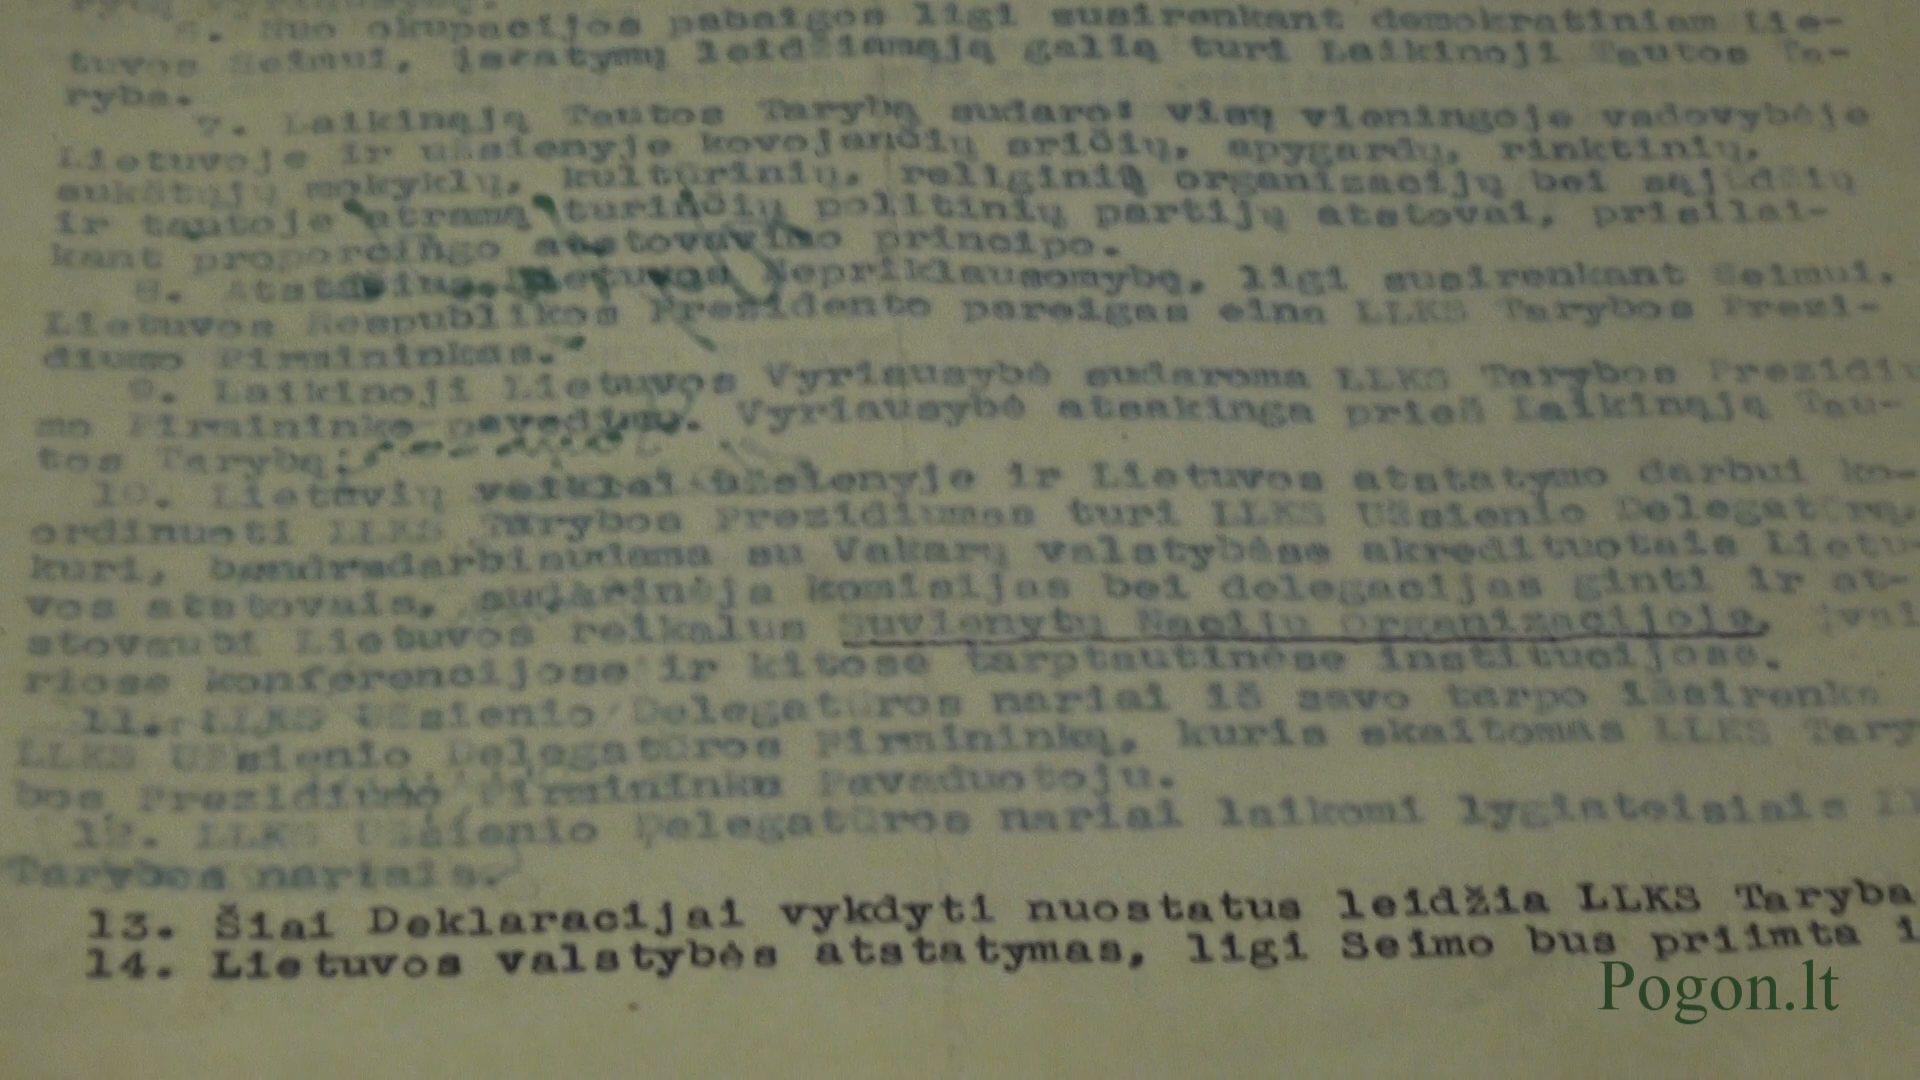 6. Nuo okupacijos pabaigos ligi susirenkant demokratiniam Lie-
tuvos Seimui, įsatymų leidžiamąją galią turi Laikinoji Tautos Ta-
ryba.
7. Laikinąją Tautos Tarybą sudaro: visų vieningoje vadovybėje
Lietuvoje ir užsienyje kovojančių sričių, apygardų, rinktinių,
aukštųjų mokyklų, kultūrinių, religinių organizacijų bei sąjūdžių
ir tautoje atramą turinčių politinių partijų atstovai, prisilai-
kant proporcingo atstovavimo principo.
8. Atstačius Lietuvos Nepriklausomybę, ligi susirenkant Seimui,
Lietuvos Respublikos Prezidento pareigas eina LLKS Tarybos Prezi-
diumo Pirmininkas.
9. Laikinoji Lietuvos Vyriausybė sudaroma LLKS Tarybos Prezidiu
mo Pirmininko pavedimu. Vyriausybė atsakinga prieš Laikinąją Tau-
tos Tarybą.
10. Lietuvių veiklai užsienyje ir Lietuvos atstatymo darbui ko-
ordinuoti LLKS Tarybos Prezidiumas turi LLKS Užsienio Delegatūrą,
kuri, bendradarbiaudama su Vakarų valstybėse akredituotais Lietu-
vos atstovais, sudarinėja komisijas bei delegacijas ginti ir at-
stovauti Lietuvos reikalus Suvienytų Nacijų Organizacijoje, įvai
riose konferencijose ir kitose tarptautinėse institucijose.
11. LLKS Užsienio Delegatūros nariai iš savo tarpo išsirenka
LLKS Užsienio Delegatūros Pirmininką, kuris skaitomas LLKS Tary
bos Prezidiumo Pirmininko Pavaduotoju.
12. LLKS Užsienio Delegatūros nariai laikomi lygiateisiais
Tarybos nariais.
13. Šiai Deklaracijai vykdyti nuostatus leidžia LLKS Taryba
14. Lietuvos valstybės atstatymas, ligi Seimo bus priimta i
Pogon.lt